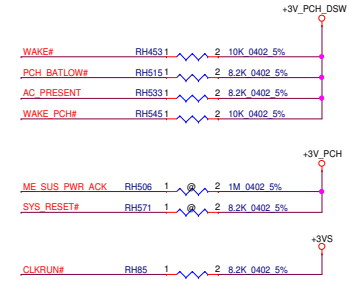 +3V_PCH_DSW
WAKE# RH453 1 2 10K_0402_5%
PCH_BATLOW# RH515 1 2 8.2K_0402_5%
AC_PRESENT RH533 1 2 8.2K_0402_5%
WAKE_PCH# RH545 1 2 10K_0402_5%
+3V_PCH
ME_SUS_PWR_ACK RH506 1 @ 2 1M_0402_5%
SYS_RESET# RH571 1 @ 2 8.2K_0402_5%
+3VS
CLKRUN# RH85 1 2 8.2K_0402_5%